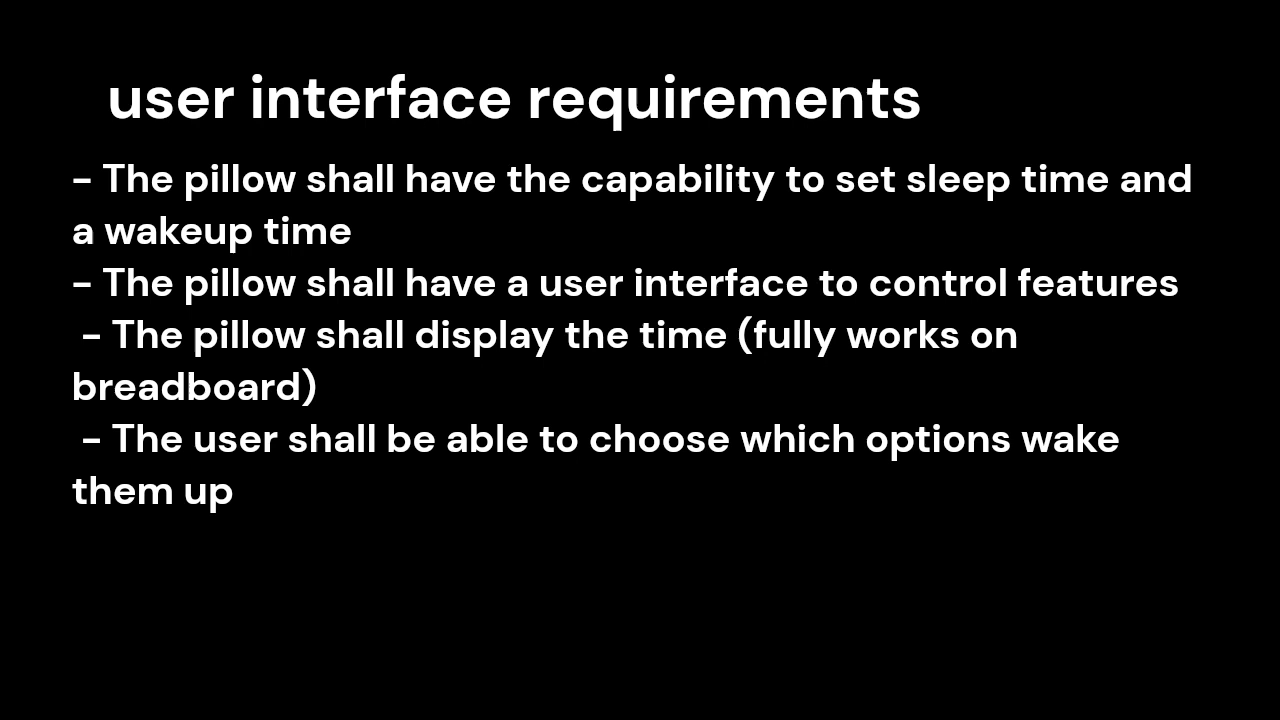 user interface requirements
- The pillow shall have the capability to set sleep time and
a wakeup time
- The pillow shall have a user interface to control features
- The pillow shall display the time (fully works on
breadboard)
- The user shall be able to choose which options wake
them up